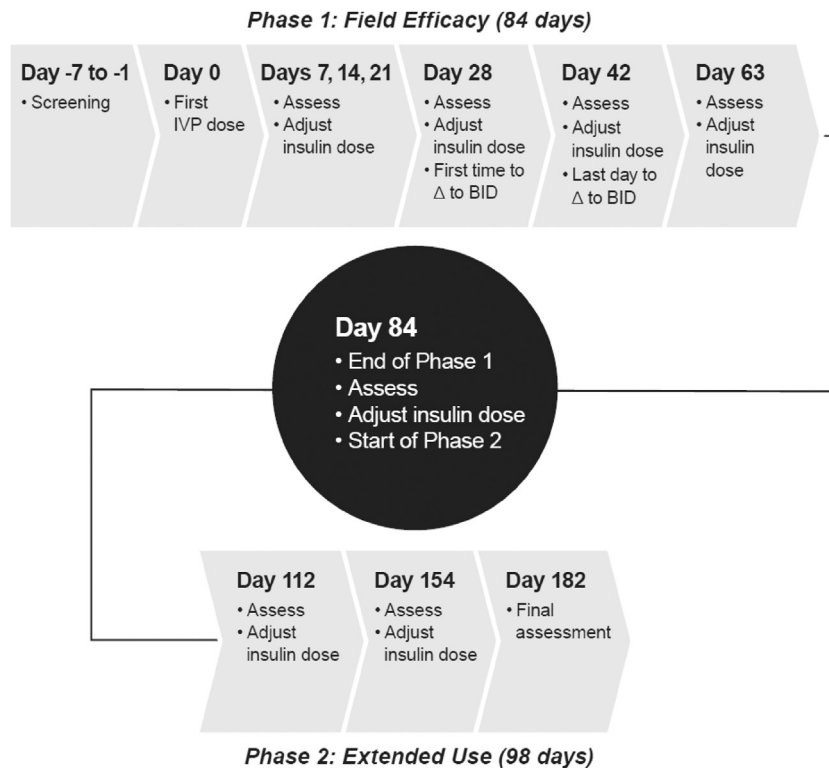 Phase 1: Field Efficacy (84 days)
Day -7 to -1
• Screening
Day 0
• First
IVP dose
Days 7, 14, 21
• Assess
• Adjust
insulin dose
Day 28
• Assess
• Adjust
insulin dose
• First time to
Δ to BID
Day 42
• Assess
• Adjust
insulin dose
• Last day to
Δ to BID
Day 63
• Assess
• Adjust
insulin
dose
Day 84
• End of Phase 1
• Assess
• Adjust insulin dose
• Start of Phase 2
Day 112
• Assess
• Adjust
insulin dose
Day 154
• Assess
• Adjust
insulin dose
Day 182
• Final
assessment
Phase 2: Extended Use (98 days)